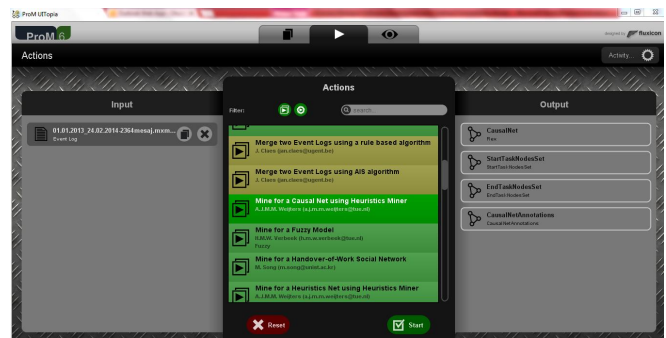 ProM UITopia
ProM 6
designed by fluxicon
Actions
Activity...
Input
01.01.2013_24.02.2014-2364mesaj.mxm...
Event Log
Actions
Filter:
search...
Merge two Event Logs using a rule based algorithm
J. Claes (jan.claes@ugent.be)
Merge two Event Logs using AIS algorithm
J. Claes (jan.claes@ugent.be)
Mine for a Causal Net using Heuristics Miner
A.J.M.M. Weijters (a.j.m.m.weijters@tue.nl)
Mine for a Fuzzy Model
H.M.W. Verbeek (h.m.w.verbeek@tue.nl)
Fuzzy
Mine for a Handover-of-Work Social Network
M. Song (m.song@unist.ac.kr)
Mine for a Heuristics Net using Heuristics Miner
A.J.M.M. Weijters (a.j.m.m.weijters@tue.nl)
Reset
Start
Output
CausalNet
Flex
StartTaskNodesSet
StartTaskNodesSet
EndTaskNodesSet
EndTaskNodesSet
CausalNetAnnotations
CausalNetAnnotations